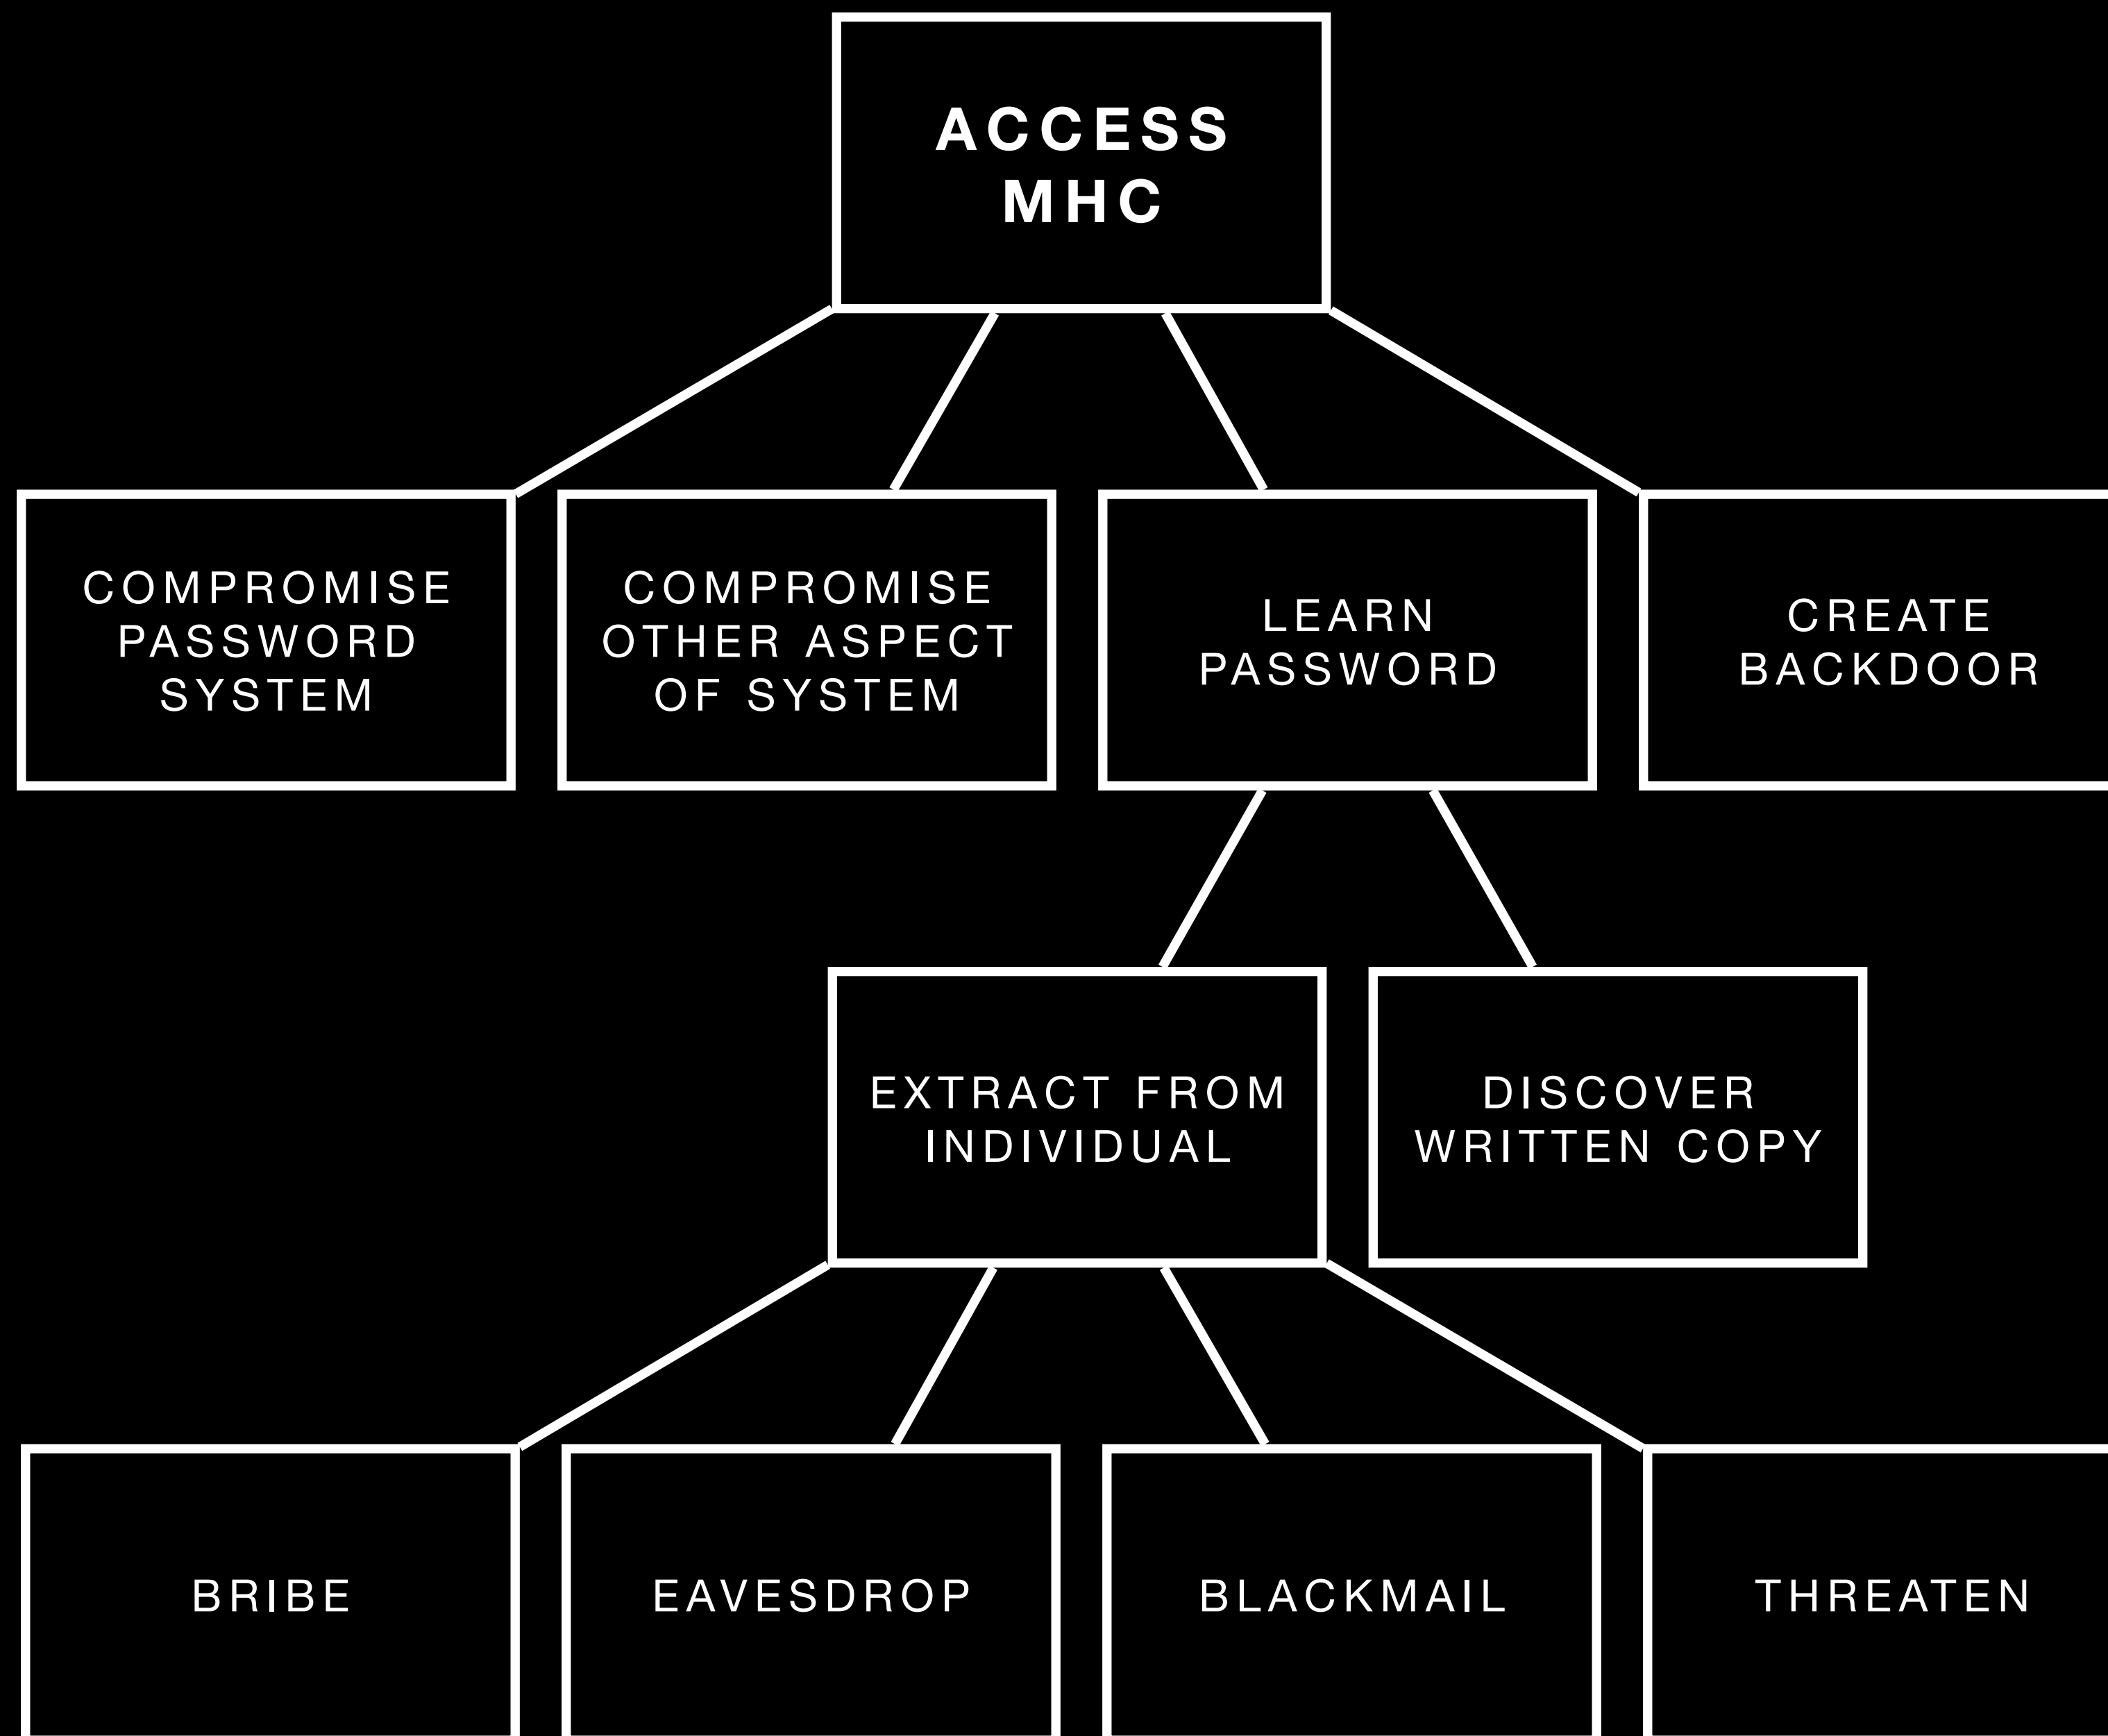 ACCESS
MHC
COMPROMISE
PASSWORD
SYSTEM
COMPROMISE
OTHER ASPECT
OF SYSTEM
LEARN
PASSWORD
CREATE
BACKDOOR
EXTRACT FROM
INDIVIDUAL
DISCOVER
WRITTEN COPY
BRIBE
EAVESDROP
BLACKMAIL
THREATEN